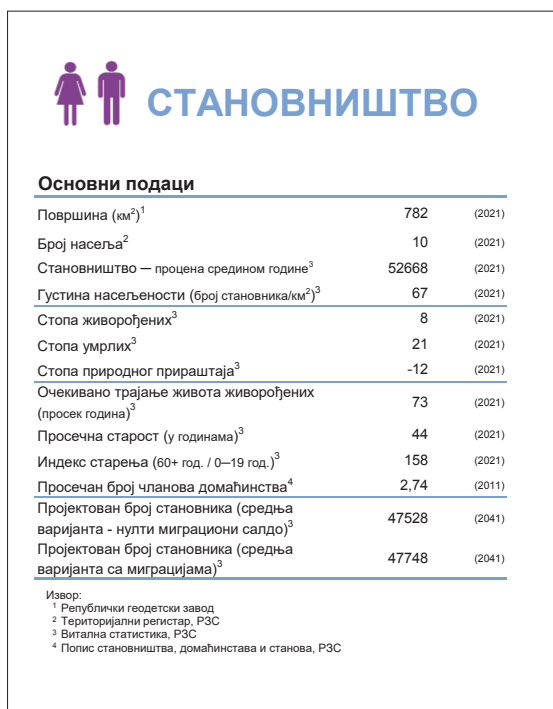 СТАНОВНИШТВО
Основни подаци
Површина (км²)¹ 782 (2021)
Број насеља² 10 (2021)
Становништво — процена средином године³ 52668 (2021)
Густина насељености (број становника/км²)³ 67 (2021)
Стопа живорођених³ 8 (2021)
Стопа умрлих³ 21 (2021)
Стопа природног прираштаја³ -12 (2021)
Очекивано трајање живота живорођених
(просек година)³ 73 (2021)
Просечна старост (у годинама)³ 44 (2021)
Индекс старења (60+ год. / 0—19 год.)³ 158 (2021)
Просечан број чланова домаћинства⁴ 2,74 (2011)
Пројектован број становника (средња
варијанта - нулти миграциони салдо)³ 47528 (2041)
Пројектован број становника (средња
варијанта са миграцијама)³ 47748 (2041)
Извор:
¹ Републички геодетски завод
² Територијални регистар, РЗС
³ Витална статистика, РЗС
⁴ Попис становништва, домаћинстава и станова, РЗС